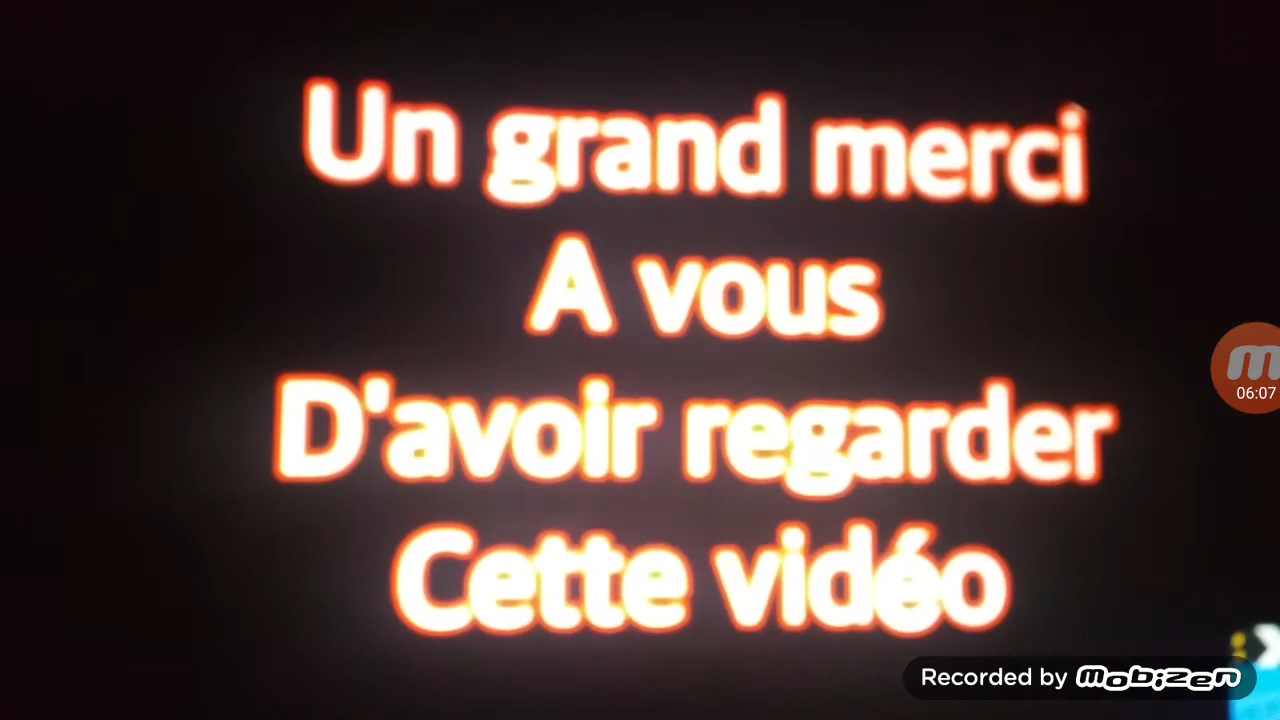 Un grand merci
A vous
D'avoir regarder
Cette vidéo
m
06:07
Recorded by mobizen